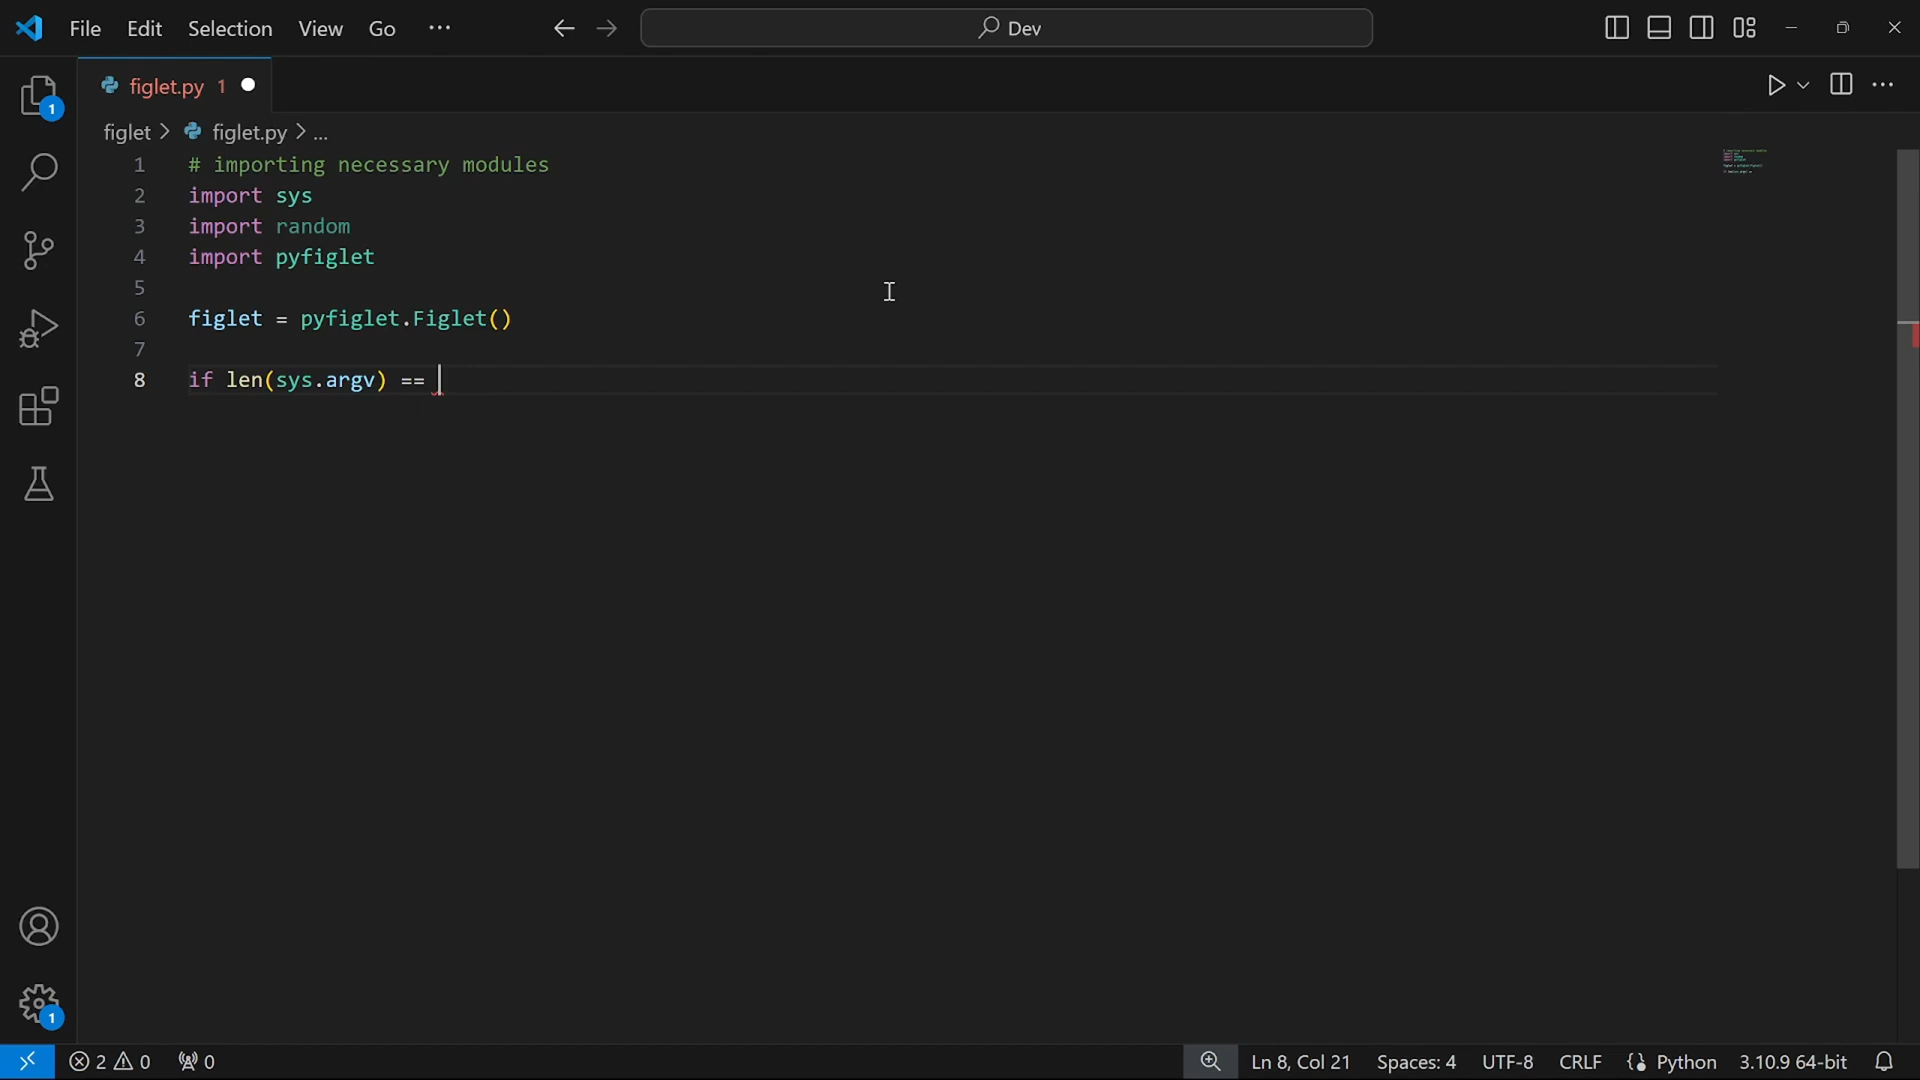 File Edit Selection View Go ··· Dev
figlet.py 1
figlet > figlet.py > ...
1 # importing necessary modules
2 import sys
3 import random
4 import pyfiglet
5
6 figlet = pyfiglet.Figlet()
7
8 if len(sys.argv) ==
1
1
2 0 0 Ln 8, Col 21 Spaces: 4 UTF-8 CRLF {} Python 3.10.9 64-bit